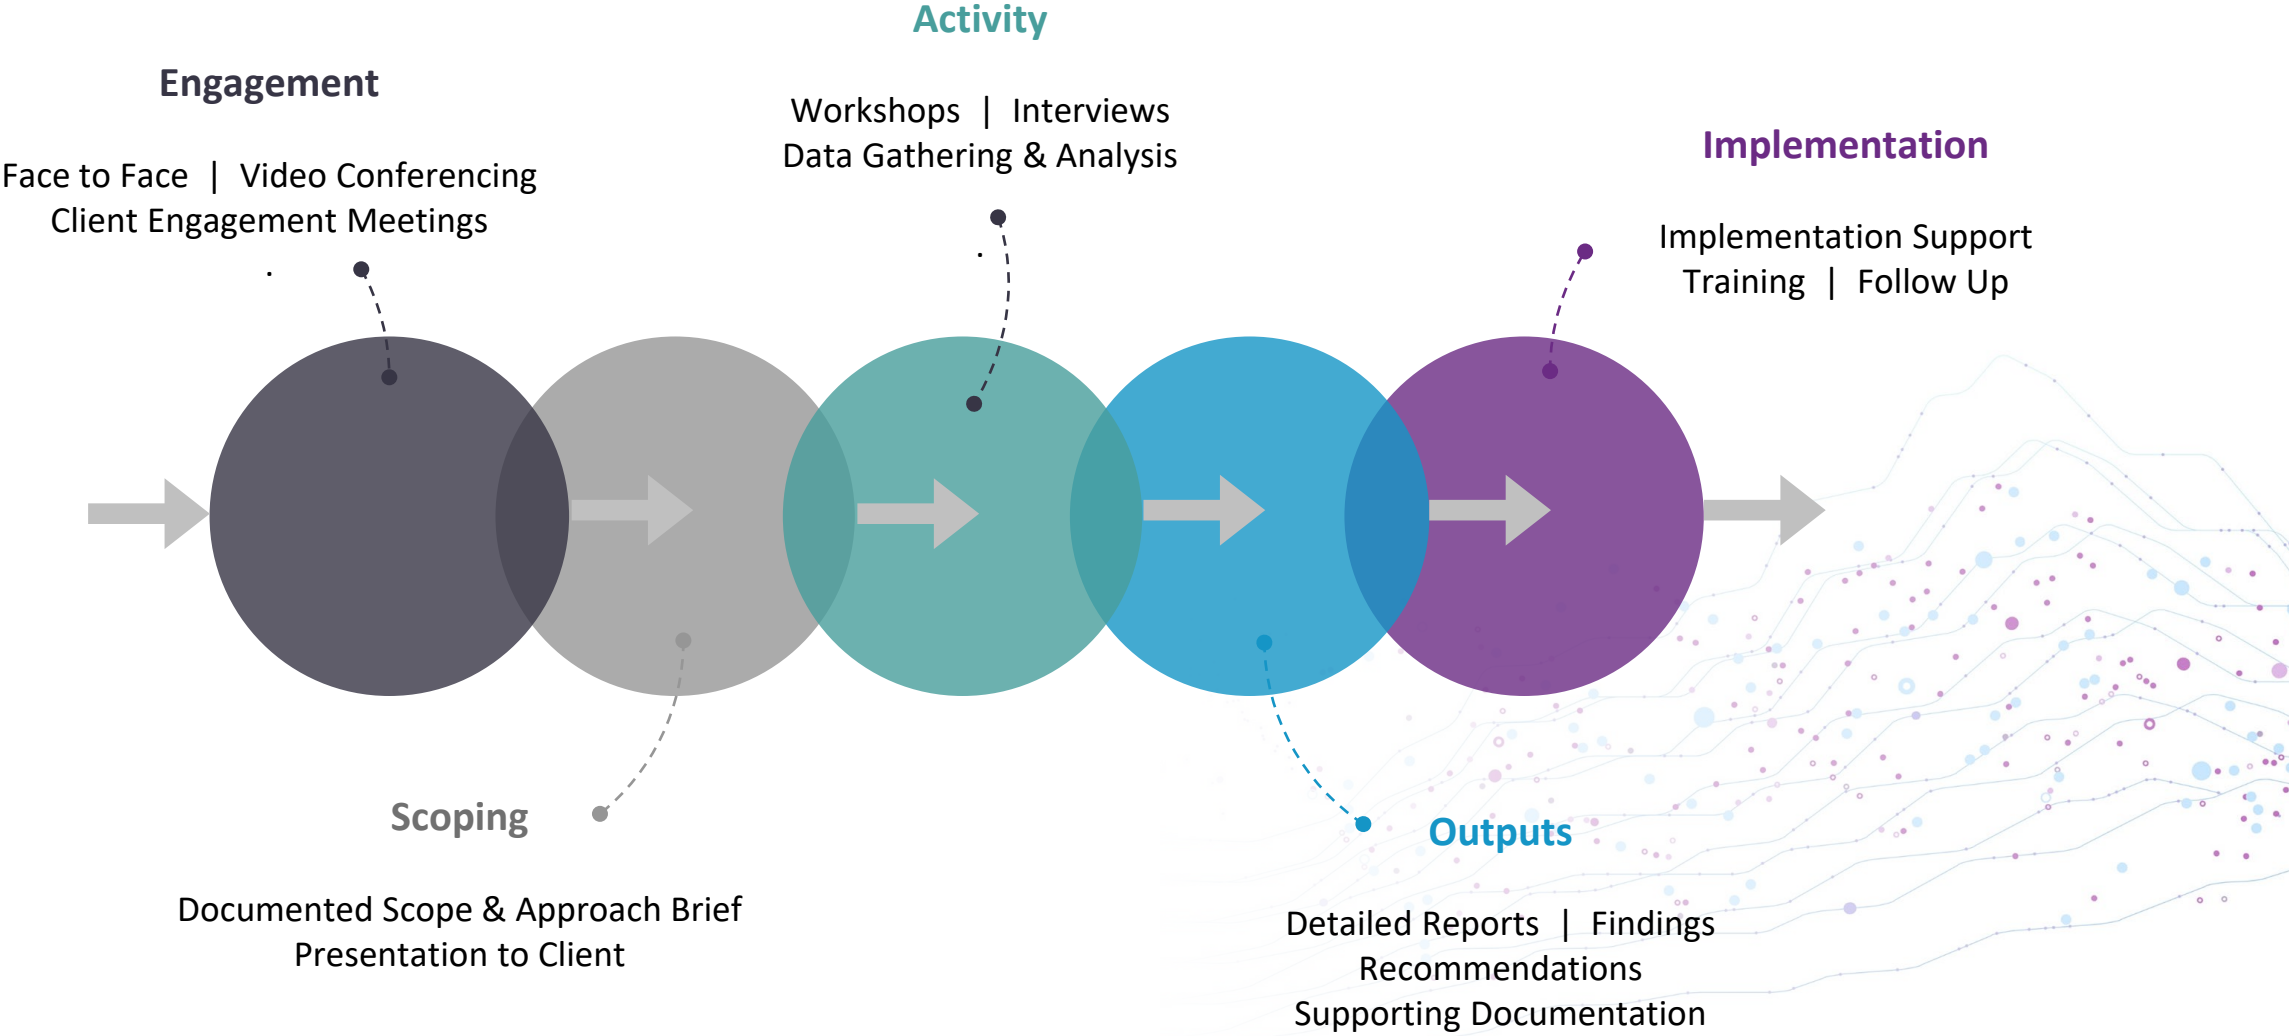 Engagement
Face to Face | Video Conferencing
Client Engagement Meetings
.
Scoping
Documented Scope & Approach Brief
Presentation to Client
Activity
Workshops | Interviews
Data Gathering & Analysis
.
Outputs
Detailed Reports | Findings
Recommendations
Supporting Documentation
Implementation
Implementation Support
Training | Follow Up